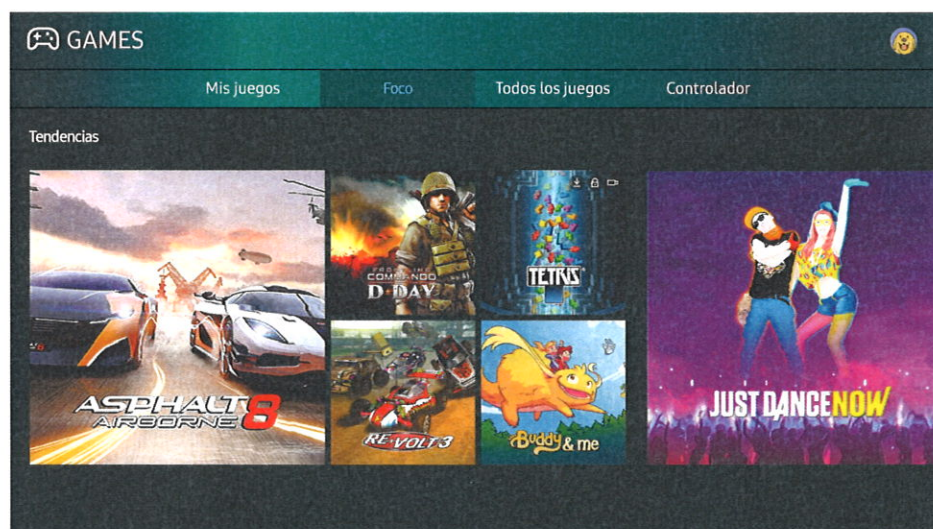 GAMES
Mis juegos Foco Todos los juegos Controlador
Tendencias
ASPHALT 8
AIRBORNE
FRONTLINE
COMMANDO
D-DAY
TETRIS
RE-VOLT 3
Buddy & me
JUST DANCE NOW